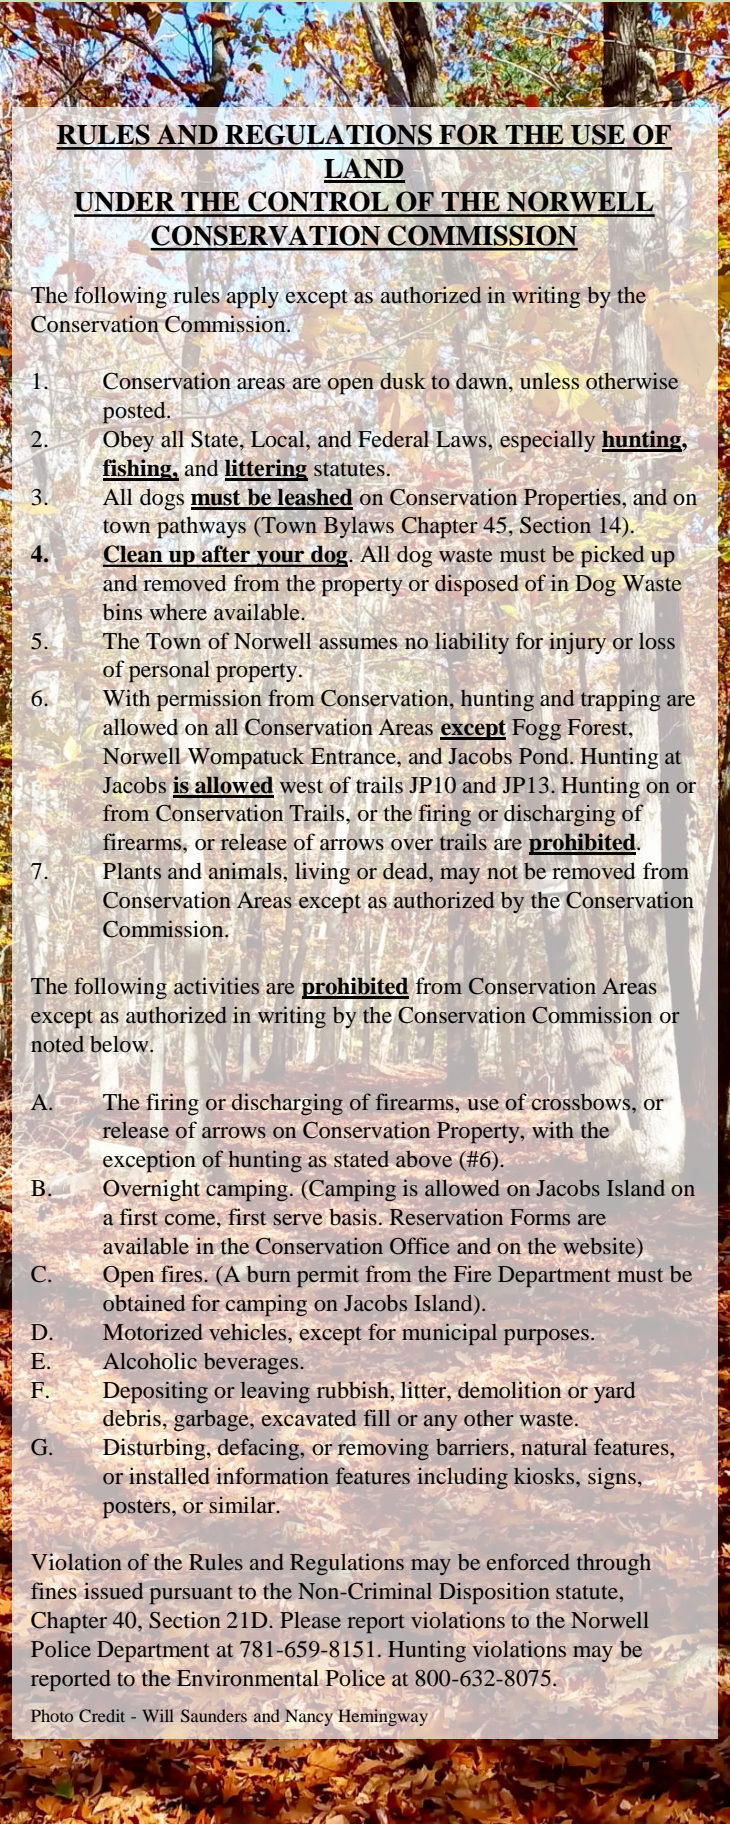 RULES AND REGULATIONS FOR THE USE OF
LAND
UNDER THE CONTROL OF THE NORWELL
CONSERVATION COMMISSION
The following rules apply except as authorized in writing by the
Conservation Commission.
1. Conservation areas are open dusk to dawn, unless otherwise
posted.
2. Obey all State, Local, and Federal Laws, especially hunting,
fishing, and littering statutes.
3. All dogs must be leashed on Conservation Properties, and on
town pathways (Town Bylaws Chapter 45, Section 14).
4. Clean up after your dog. All dog waste must be picked up
and removed from the property or disposed of in Dog Waste
bins where available.
5. The Town of Norwell assumes no liability for injury or loss
of personal property.
6. With permission from Conservation, hunting and trapping are
allowed on all Conservation Areas except Fogg Forest,
Norwell Wompatuck Entrance, and Jacobs Pond. Hunting at
Jacobs is allowed west of trails JP10 and JP13. Hunting on or
from Conservation Trails, or the firing or discharging of
firearms, or release of arrows over trails are prohibited.
7. Plants and animals, living or dead, may not be removed from
Conservation Areas except as authorized by the Conservation
Commission.
The following activities are prohibited from Conservation Areas
except as authorized in writing by the Conservation Commission or
noted below.
A. The firing or discharging of firearms, use of crossbows, or
release of arrows on Conservation Property, with the
exception of hunting as stated above (#6).
B. Overnight camping. (Camping is allowed on Jacobs Island on
a first come, first serve basis. Reservation Forms are
available in the Conservation Office and on the website)
C. Open fires. (A burn permit from the Fire Department must be
obtained for camping on Jacobs Island).
D. Motorized vehicles, except for municipal purposes.
E. Alcoholic beverages.
F. Depositing or leaving rubbish, litter, demolition or yard
debris, garbage, excavated fill or any other waste.
G. Disturbing, defacing, or removing barriers, natural features,
or installed information features including kiosks, signs,
posters, or similar.
Violation of the Rules and Regulations may be enforced through
fines issued pursuant to the Non-Criminal Disposition statute,
Chapter 40, Section 21D. Please report violations to the Norwell
Police Department at 781-659-8151. Hunting violations may be
reported to the Environmental Police at 800-632-8075.
Photo Credit - Will Saunders and Nancy Hemingway